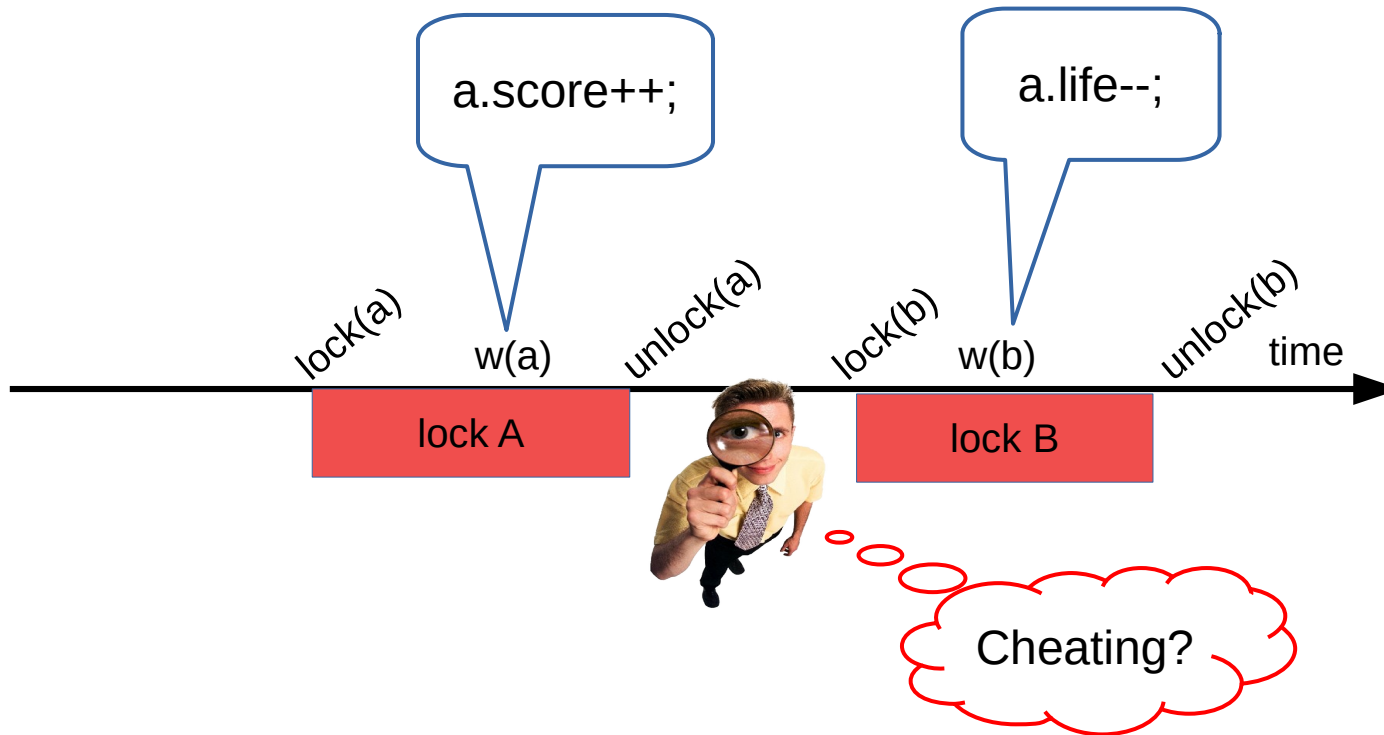 a.score++;
a.life--;
lock(a)
w(a)
unlock(a)
lock(b)
w(b)
unlock(b)
time
lock A
lock B
Cheating?